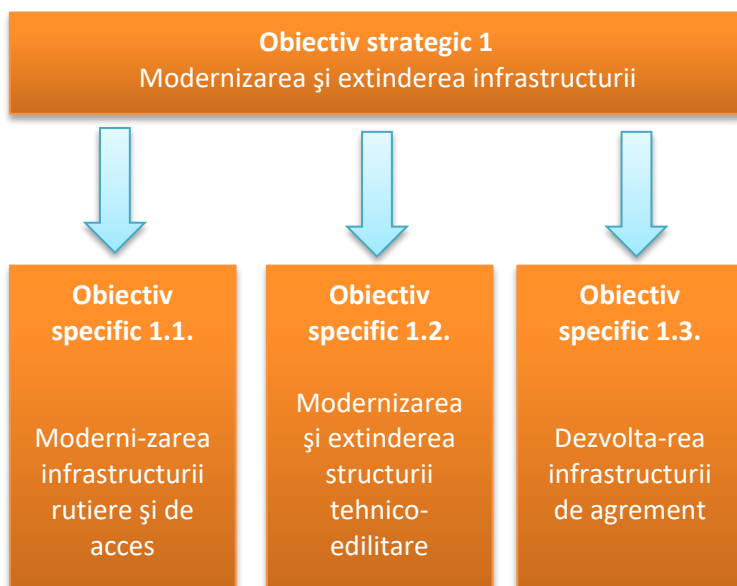 Obiectiv strategic 1
Modernizarea şi extinderea infrastructurii
Obiectiv
specific 1.1.
Moderni-zarea
infrastructurii
rutiere şi de
acces
Obiectiv
specific 1.2.
Modernizarea
şi extinderea
structurii
tehnico-
edilitare
Obiectiv
specific 1.3.
Dezvolta-rea
infrastructurii
de agrement